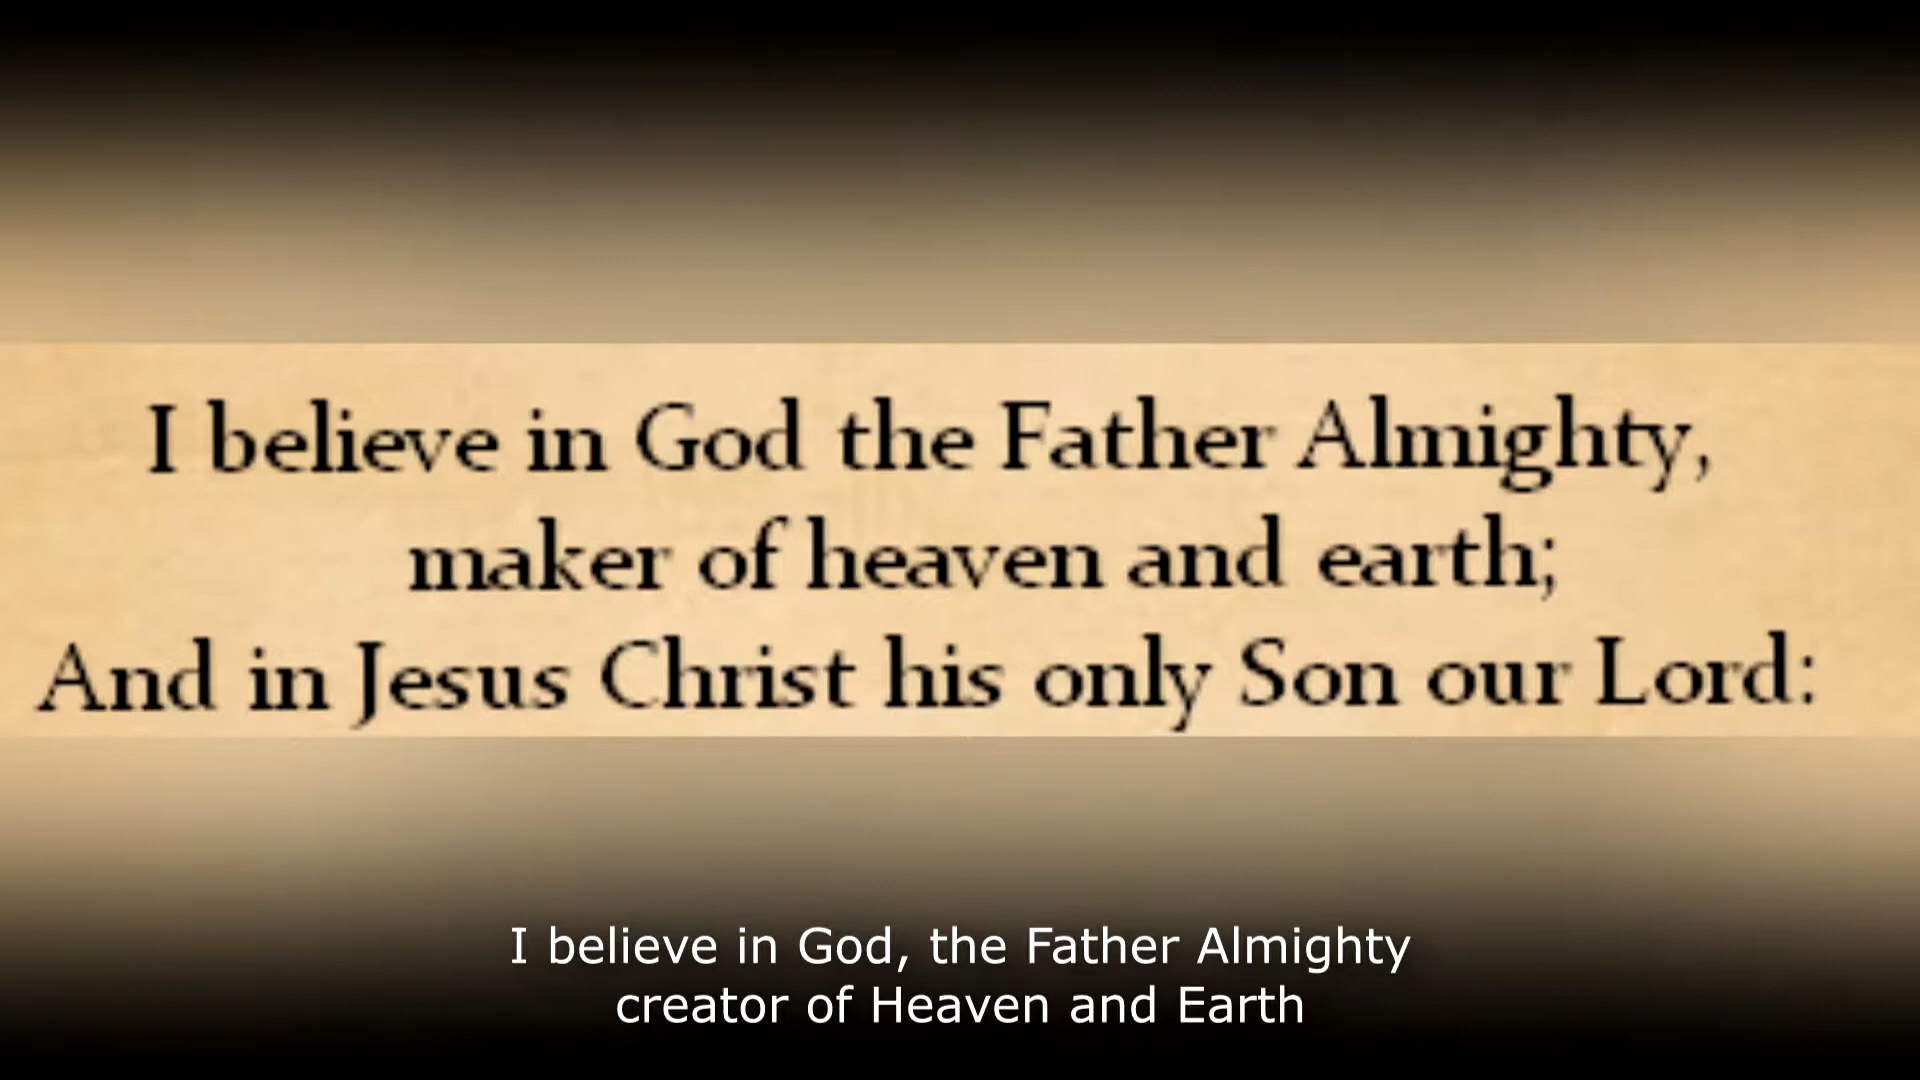 I believe in God the Father Almighty,
maker of heaven and earth;
And in Jesus Christ his only Son our Lord:
I believe in God, the Father Almighty
creator of Heaven and Earth